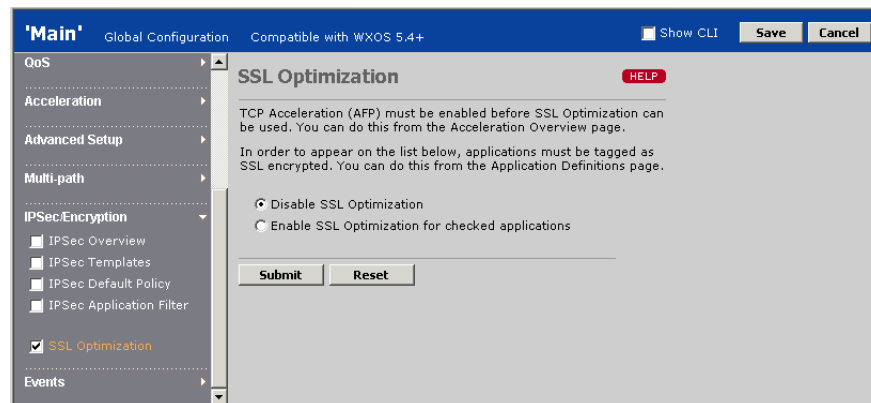 'Main' Global Configuration Compatible with WXOS 5.4+ Show CLI Save Cancel
QoS
Acceleration
Advanced Setup
Multi-path
IPSec/Encryption
IPSec Overview
IPSec Templates
IPSec Default Policy
IPSec Application Filter
SSL Optimization
Events
SSL Optimization HELP
TCP Acceleration (AFP) must be enabled before SSL Optimization can
be used. You can do this from the Acceleration Overview page.
In order to appear on the list below, applications must be tagged as
SSL encrypted. You can do this from the Application Definitions page.
Disable SSL Optimization
Enable SSL Optimization for checked applications
Submit Reset